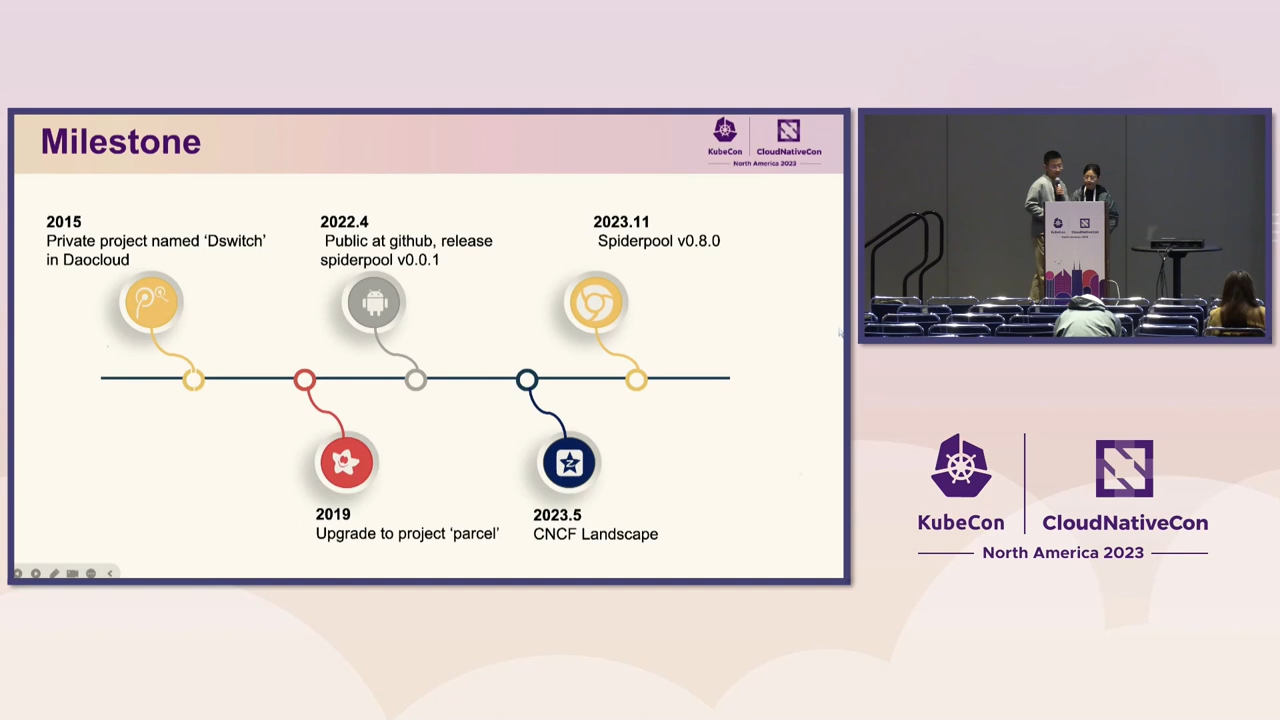 Milestone
KubeCon
CloudNativeCon
North America 2023
2015
Private project named ‘Dswitch’
in Daocloud
2022.4
Public at github, release
spiderpool v0.0.1
2023.11
Spiderpool v0.8.0
2019
Upgrade to project ‘parcel’
2023.5
CNCF Landscape
KubeCon
CloudNativeCon
KubeCon
CloudNativeCon
North America 2023